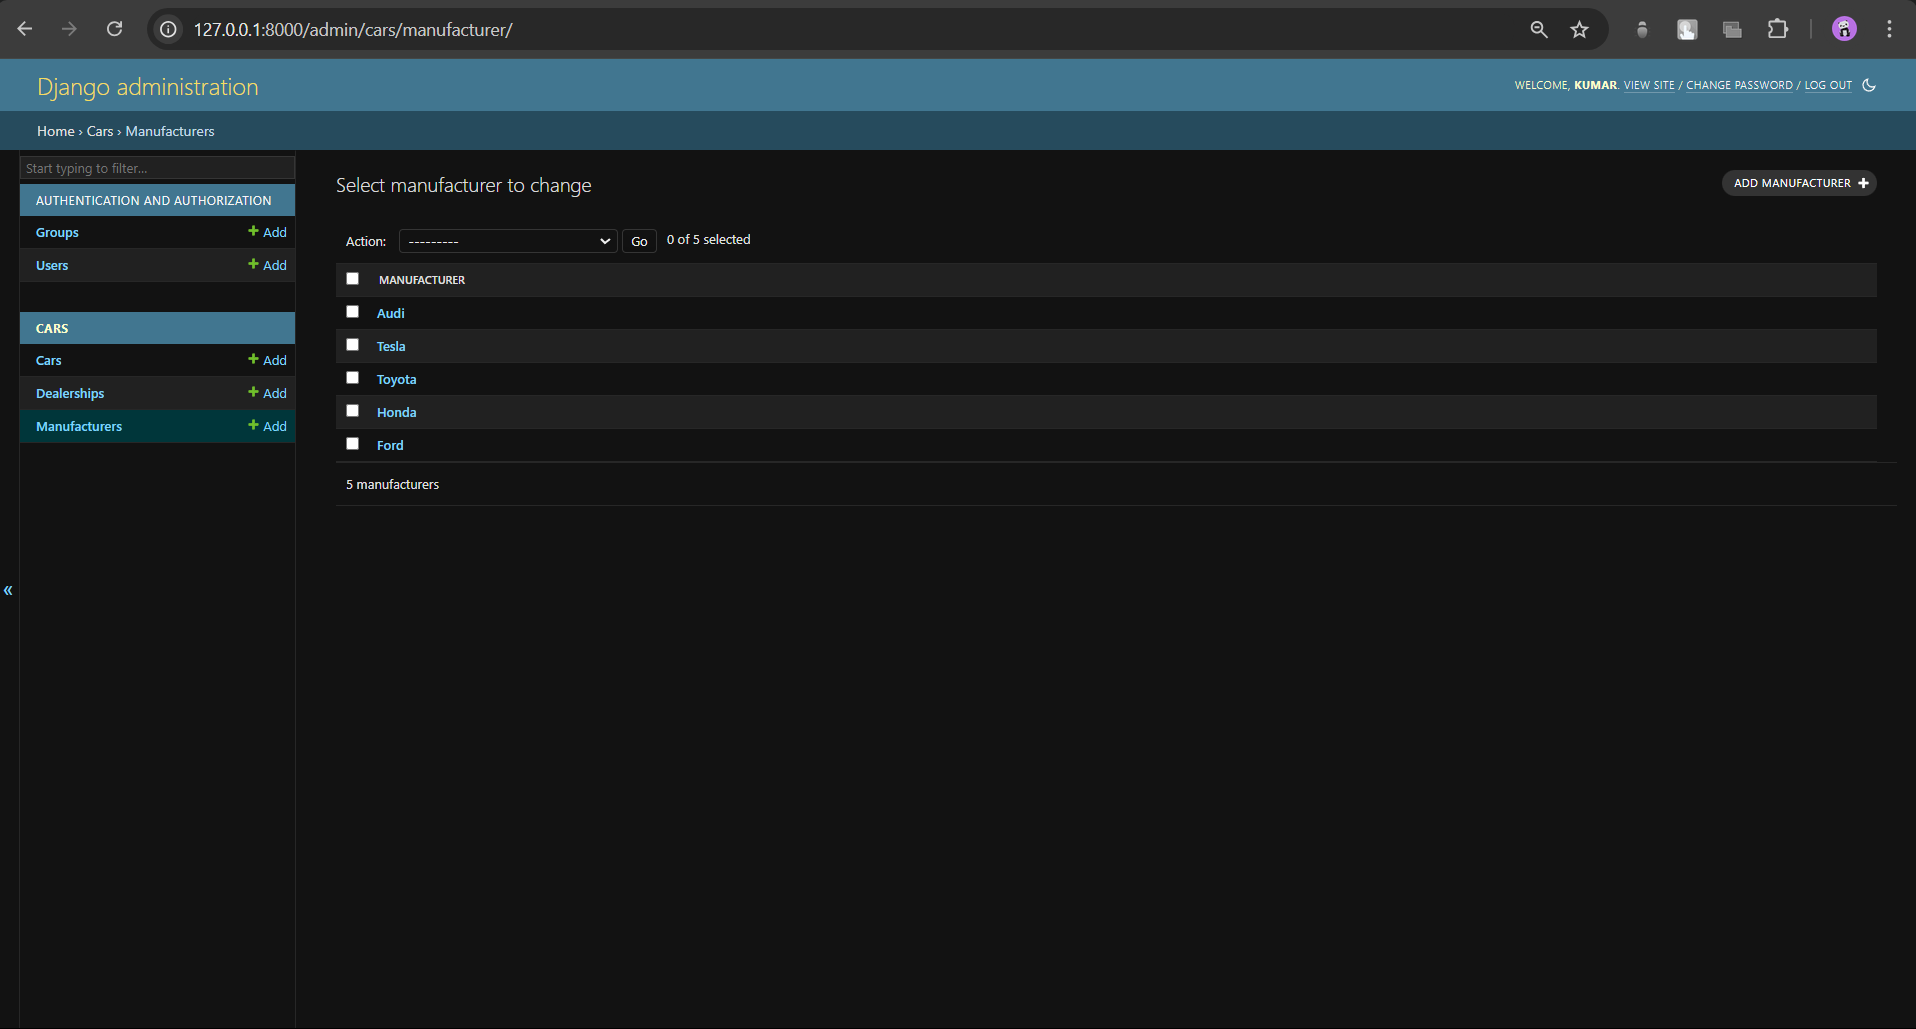 127.0.0.1:8000/admin/cars/manufacturer/
Django administration
WELCOME, KUMAR. VIEW SITE / CHANGE PASSWORD / LOG OUT
Home › Cars › Manufacturers
Start typing to filter...
AUTHENTICATION AND AUTHORIZATION
Groups + Add
Users + Add
CARS
Cars + Add
Dealerships + Add
Manufacturers + Add
«
Select manufacturer to change
ADD MANUFACTURER +
Action: --------- Go 0 of 5 selected
MANUFACTURER
Audi
Tesla
Toyota
Honda
Ford
5 manufacturers